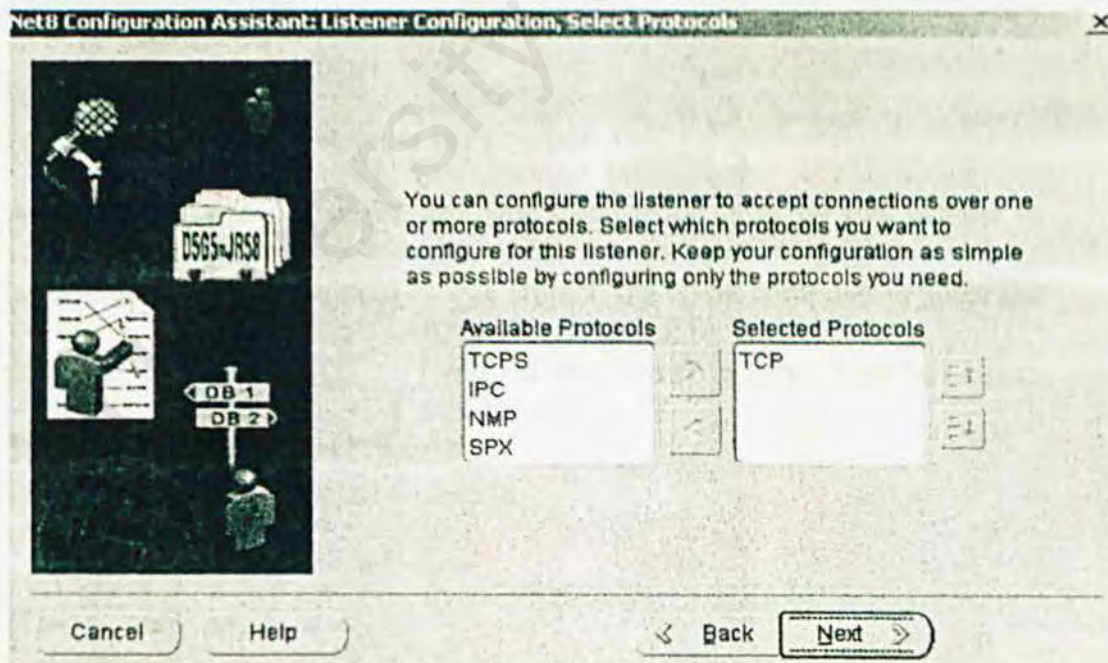 Net8 Configuration Assistant: Listener Configuration, Select Protocols
You can configure the listener to accept connections over one
or more protocols. Select which protocols you want to
configure for this listener. Keep your configuration as simple
as possible by configuring only the protocols you need.
Available Protocols
TCPS
IPC
NMP
SPX
Selected Protocols
TCP
DB 1
DB 2
Cancel
Help
Back
Next